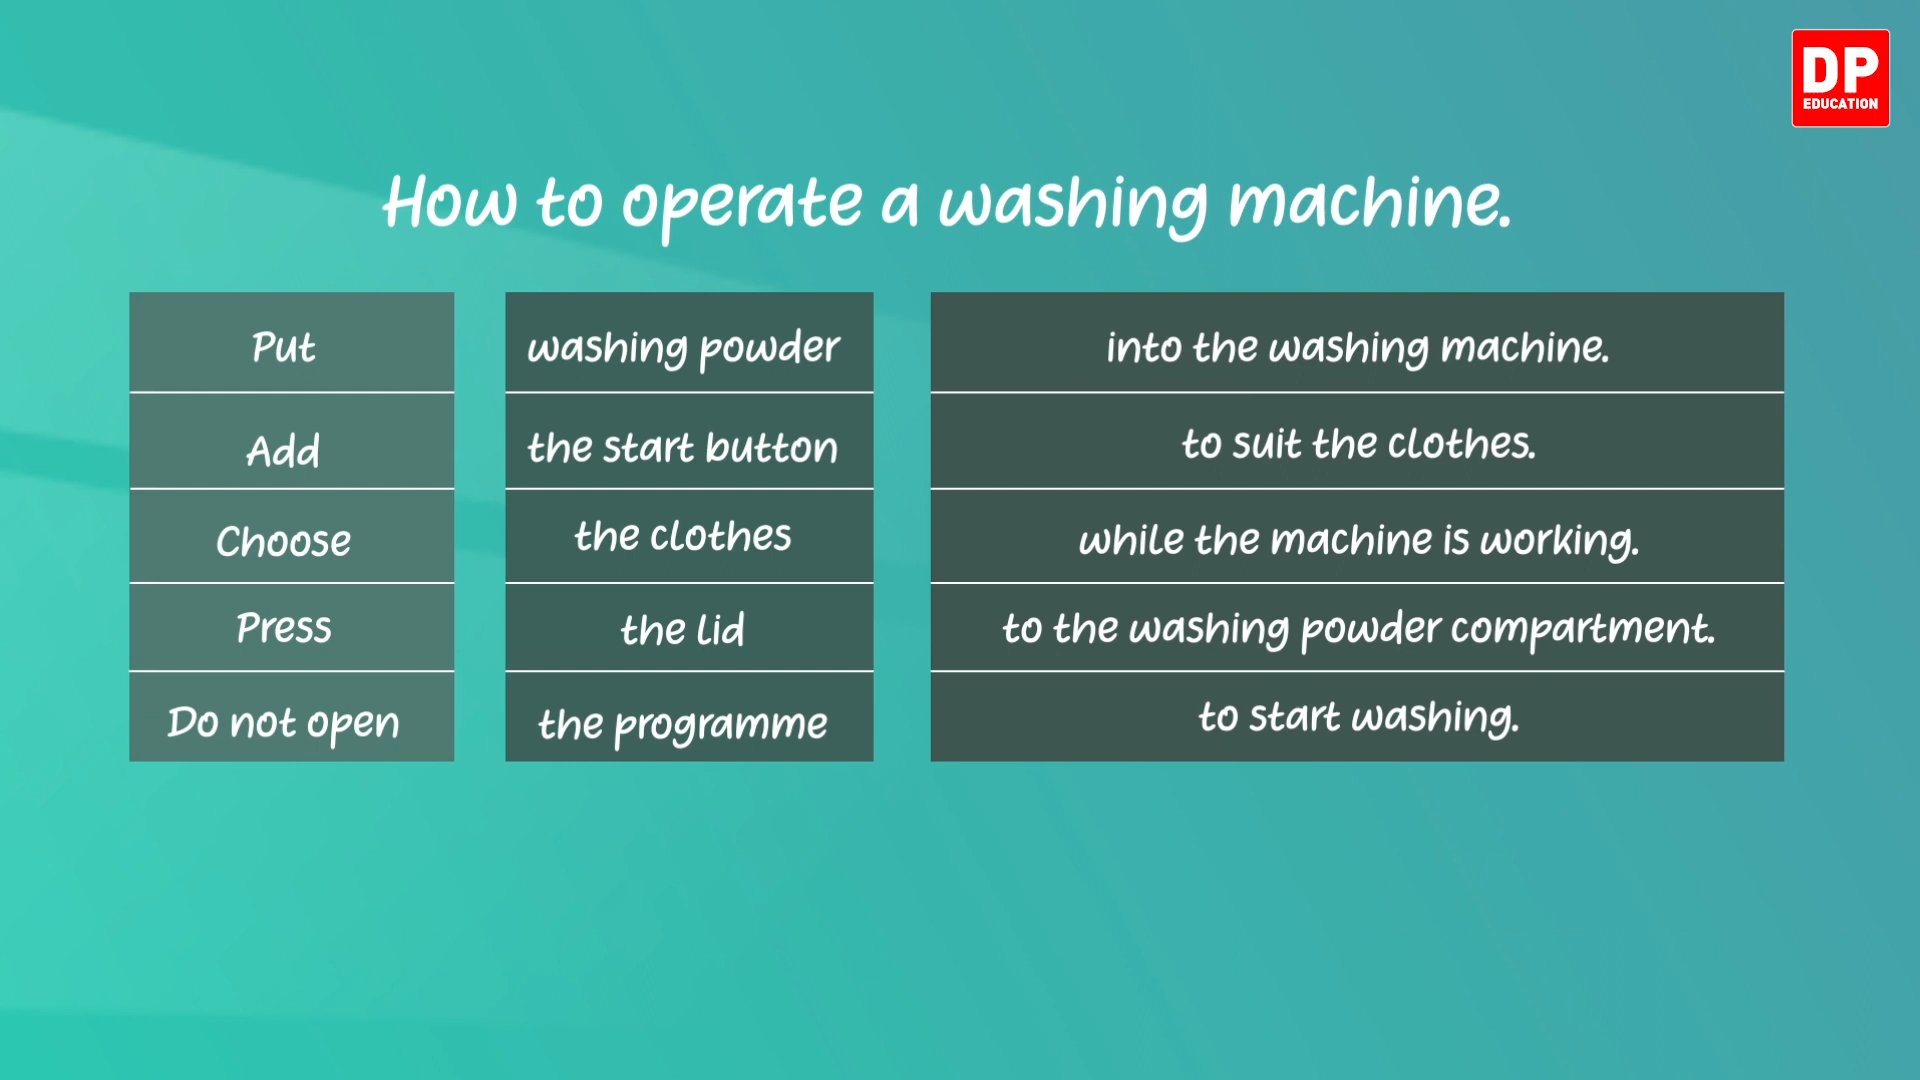 DP
EDUCATION
How to operate a washing machine.
Put washing powder into the washing machine.
Add the start button to suit the clothes.
Choose the clothes while the machine is working.
Press the lid to the washing powder compartment.
Do not open the programme to start washing.